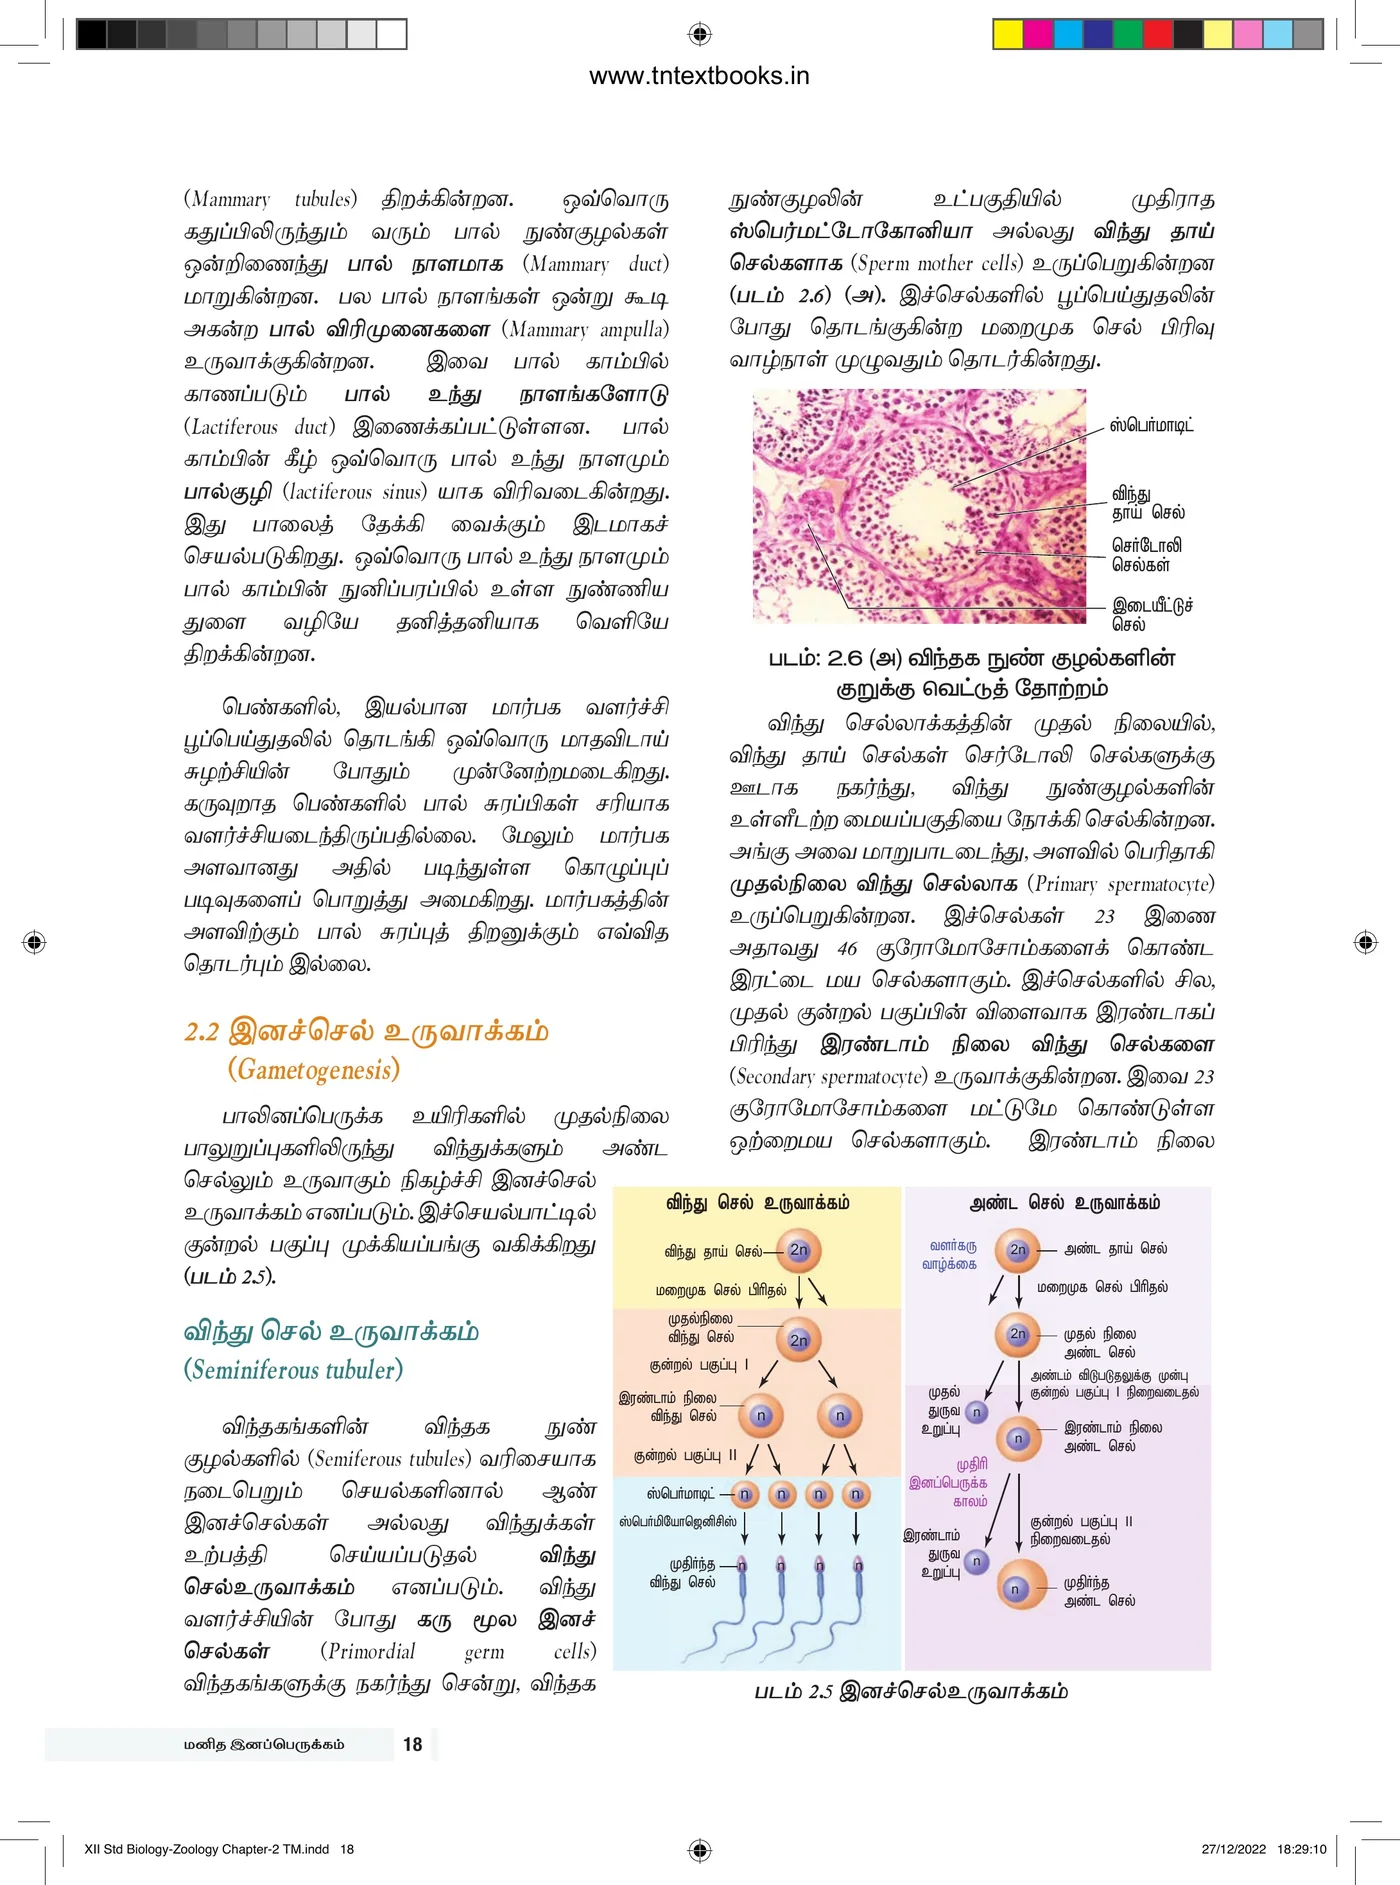 www.tntextbooks.in
(Mammary tubules) திறக்கின்றன. ஒவ்வொரு
கதுப்பிலிருந்தும் வரும் பால் நுண்குழல்கள்
ஒன்றிணைந்து பால் நாளமாக (Mammary duct)
மாறுகின்றன. பல பால் நாளங்கள் ஒன்று கூடி
அகன்ற பால் விரிமுனைகளை (Mammary ampulla)
உருவாக்குகின்றன. இவை பால் காம்பில்
காணப்படும் பால் உந்து நாளங்களோடு
(Lactiferous duct) இணைக்கப்பட்டுள்ளன. பால்
காம்பின் கீழ் ஒவ்வொரு பால் உந்து நாளமும்
பால்குழி (lactiferous sinus) யாக விரிவடைகிறது.
இது பாலைத் தேக்கி வைக்கும் இடமாகச்
செயல்படுகிறது. ஒவ்வொரு பால் உந்து நாளமும்
பால் காம்பின் நுனிப்பரப்பில் உள்ள நுண்ணிய
துளை வழியே தனித்தனியாக வெளியே
திறக்கின்றன.
பெண்களில், இயல்பான மார்பக வளர்ச்சி
பூப்பெய்துதலில் தொடங்கி ஒவ்வொரு மாதவிடாய்
சுழற்சியின் போதும் முன்னேற்றமடைகிறது.
கருவுறாத பெண்களில் பால் சுரப்பிகள் சரியாக
வளர்ச்சியடைந்திருப்பதில்லை. மேலும் மார்பக
அளவானது அதில் படிந்துள்ள கொழுப்புப்
படிவுகளைப் பொறுத்து அமைகிறது. மார்பகத்தின்
அளவிற்கும் பால் சுரப்புத் திறனுக்கும் எவ்வித
தொடர்பும் இல்லை.
2.2 இனச்செல் உருவாக்கம்
(Gametogenesis)
பாலினப்பெருக்க உயிரிகளில் முதல்நிலை
பாலுறுப்புகளிலிருந்து விந்துக்களும் அண்ட
செல்லும் உருவாகும் நிகழ்ச்சி இனச்செல்
உருவாக்கம் எனப்படும். இச்செயல்பாட்டில்
குன்றல் பகுப்பு முக்கியப்பங்கு வகிக்கிறது
(படம் 2.5).
விந்து செல் உருவாக்கம்
(Seminiferous tubuler)
விந்தகங்களின் விந்தக நுண்
குழல்களில் (Semiferous tubules) வரிசையாக
நடைபெறும் செயல்களினால் ஆண்
இனச்செல்கள் அல்லது விந்துக்கள்
உற்பத்தி செய்யப்படுதல் விந்து
செல்உருவாக்கம் எனப்படும். விந்து
வளர்ச்சியின் போது கரு மூல இனச்
செல்கள் (Primordial germ cells)
விந்தகங்களுக்கு நகர்ந்து சென்று, விந்தக
நுண்குழலின் உட்பகுதியில் முதிராத
ஸ்பெர்மட்டோகோனியா அல்லது விந்து தாய்
செல்களாக (Sperm mother cells) உருப்பெறுகின்றன
(படம் 2.6) (அ). இச்செல்களில் பூப்பெய்துதலின்
போது தொடங்குகின்ற மறைமுக செல் பிரிவு
வாழ்நாள் முழுவதும் தொடர்கின்றது.
ஸ்பெர்மாடிட்
விந்து
தாய் செல்
செர்டோலி
செல்கள்
இடையீட்டுச்
செல்
படம்: 2.6 (அ) விந்தக நுண் குழல்களின்
குறுக்கு வெட்டுத் தோற்றம்
விந்து செல்லாக்கத்தின் முதல் நிலையில்,
விந்து தாய் செல்கள் செர்டோலி செல்களுக்கு
ஊடாக நகர்ந்து, விந்து நுண்குழல்களின்
உள்ளீடற்ற மையப்பகுதியை நோக்கி செல்கின்றன.
அங்கு அவை மாறுபாடடைந்து, அளவில் பெரிதாகி
முதல்நிலை விந்து செல்லாக (Primary spermatocyte)
உருப்பெறுகின்றன. இச்செல்கள் 23 இணை
அதாவது 46 குரோமோசோம்களைக் கொண்ட
இரட்டை மய செல்களாகும். இச்செல்களில் சில,
முதல் குன்றல் பகுப்பின் விளைவாக இரண்டாகப்
பிரிந்து இரண்டாம் நிலை விந்து செல்களை
(Secondary spermatocyte) உருவாக்குகின்றன. இவை 23
குரோமோசோம்களை மட்டுமே கொண்டுள்ள
ஒற்றைமய செல்களாகும். இரண்டாம் நிலை
விந்து செல் உருவாக்கம்
விந்து தாய் செல்
2n
மறைமுக செல் பிரிதல்
முதல்நிலை
விந்து செல்
2n
குன்றல் பகுப்பு I
இரண்டாம் நிலை
விந்து செல்
n n
குன்றல் பகுப்பு II
ஸ்பெர்மாடிட்
n n n n
ஸ்பெர்மியோஜெனிசிஸ்
முதிர்ந்த
விந்து செல்
n n n n
அண்ட செல் உருவாக்கம்
வளர்கரு
வாழ்க்கை
2n
அண்ட தாய் செல்
மறைமுக செல் பிரிதல்
2n
முதல் நிலை
அண்ட செல்
அண்டம் விடுபடுதலுக்கு முன்பு
குன்றல் பகுப்பு I நிறைவடைதல்
முதல்
துருவ
உறுப்பு
n
n
இரண்டாம் நிலை
அண்ட செல்
முதிரி
இனப்பெருக்க
காலம்
குன்றல் பகுப்பு II
நிறைவடைதல்
இரண்டாம்
துருவ
உறுப்பு
n
n
முதிர்ந்த
அண்ட செல்
படம் 2.5 இனச்செல்உருவாக்கம்
மனித இனப்பெருக்கம் 18
XII Std Biology-Zoology Chapter-2 TM.indd 18
27/12/2022 18:29:10